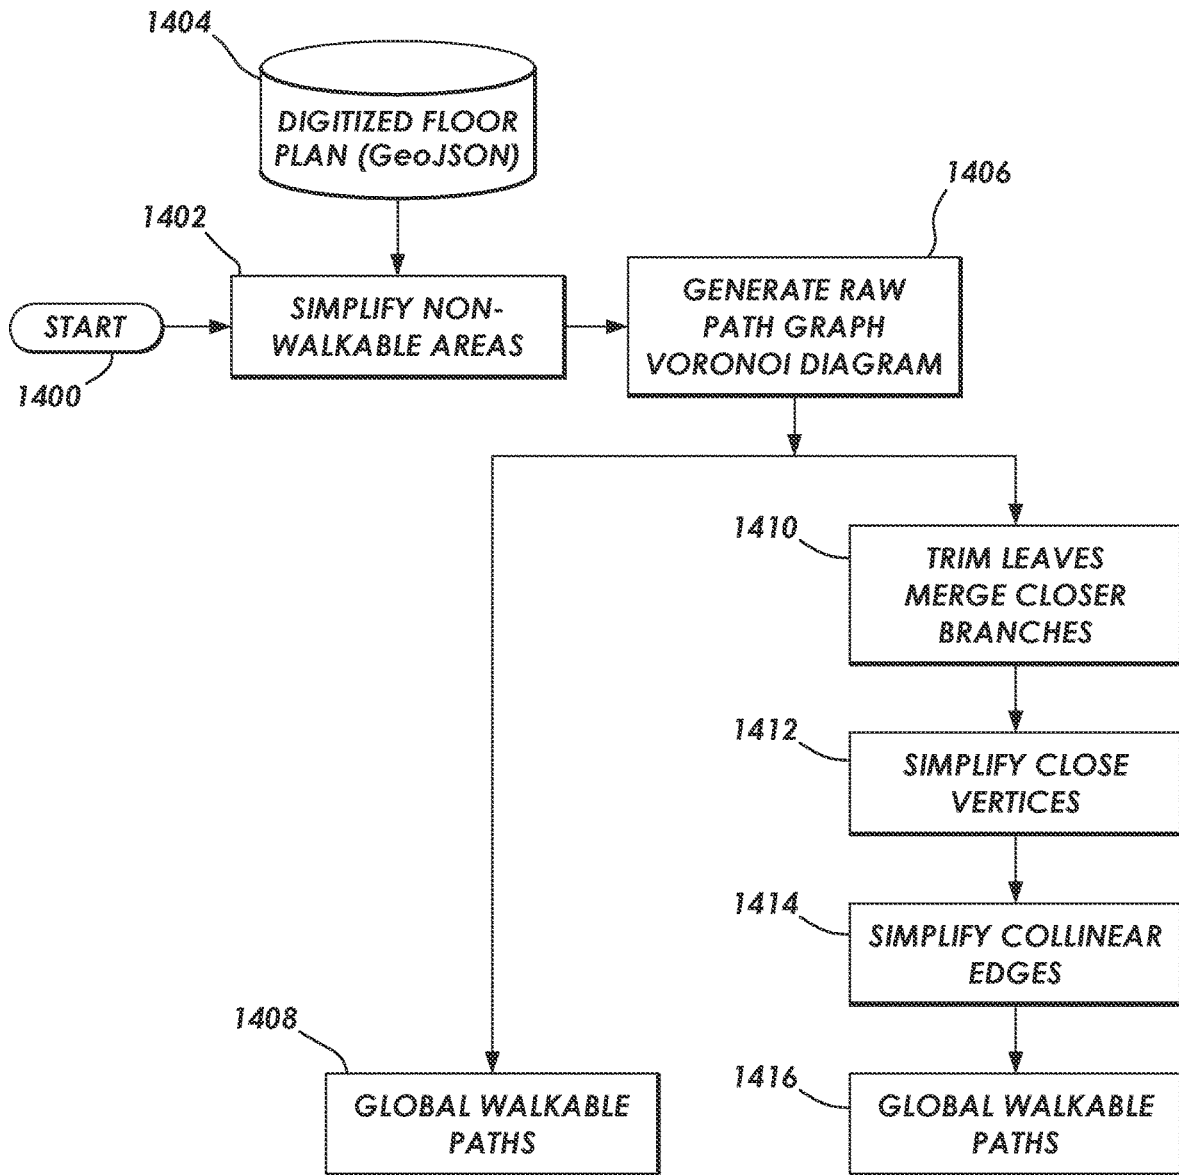 1404
DIGITIZED FLOOR
PLAN (GeoJSON)
1402
1406
START
SIMPLIFY NON-
WALKABLE AREAS
GENERATE RAW
PATH GRAPH
VORONOI DIAGRAM
1400
1410
TRIM LEAVES
MERGE CLOSER
BRANCHES
1412
SIMPLIFY CLOSE
VERTICES
1414
SIMPLIFY COLLINEAR
EDGES
1408
GLOBAL WALKABLE
PATHS
1416
GLOBAL WALKABLE
PATHS